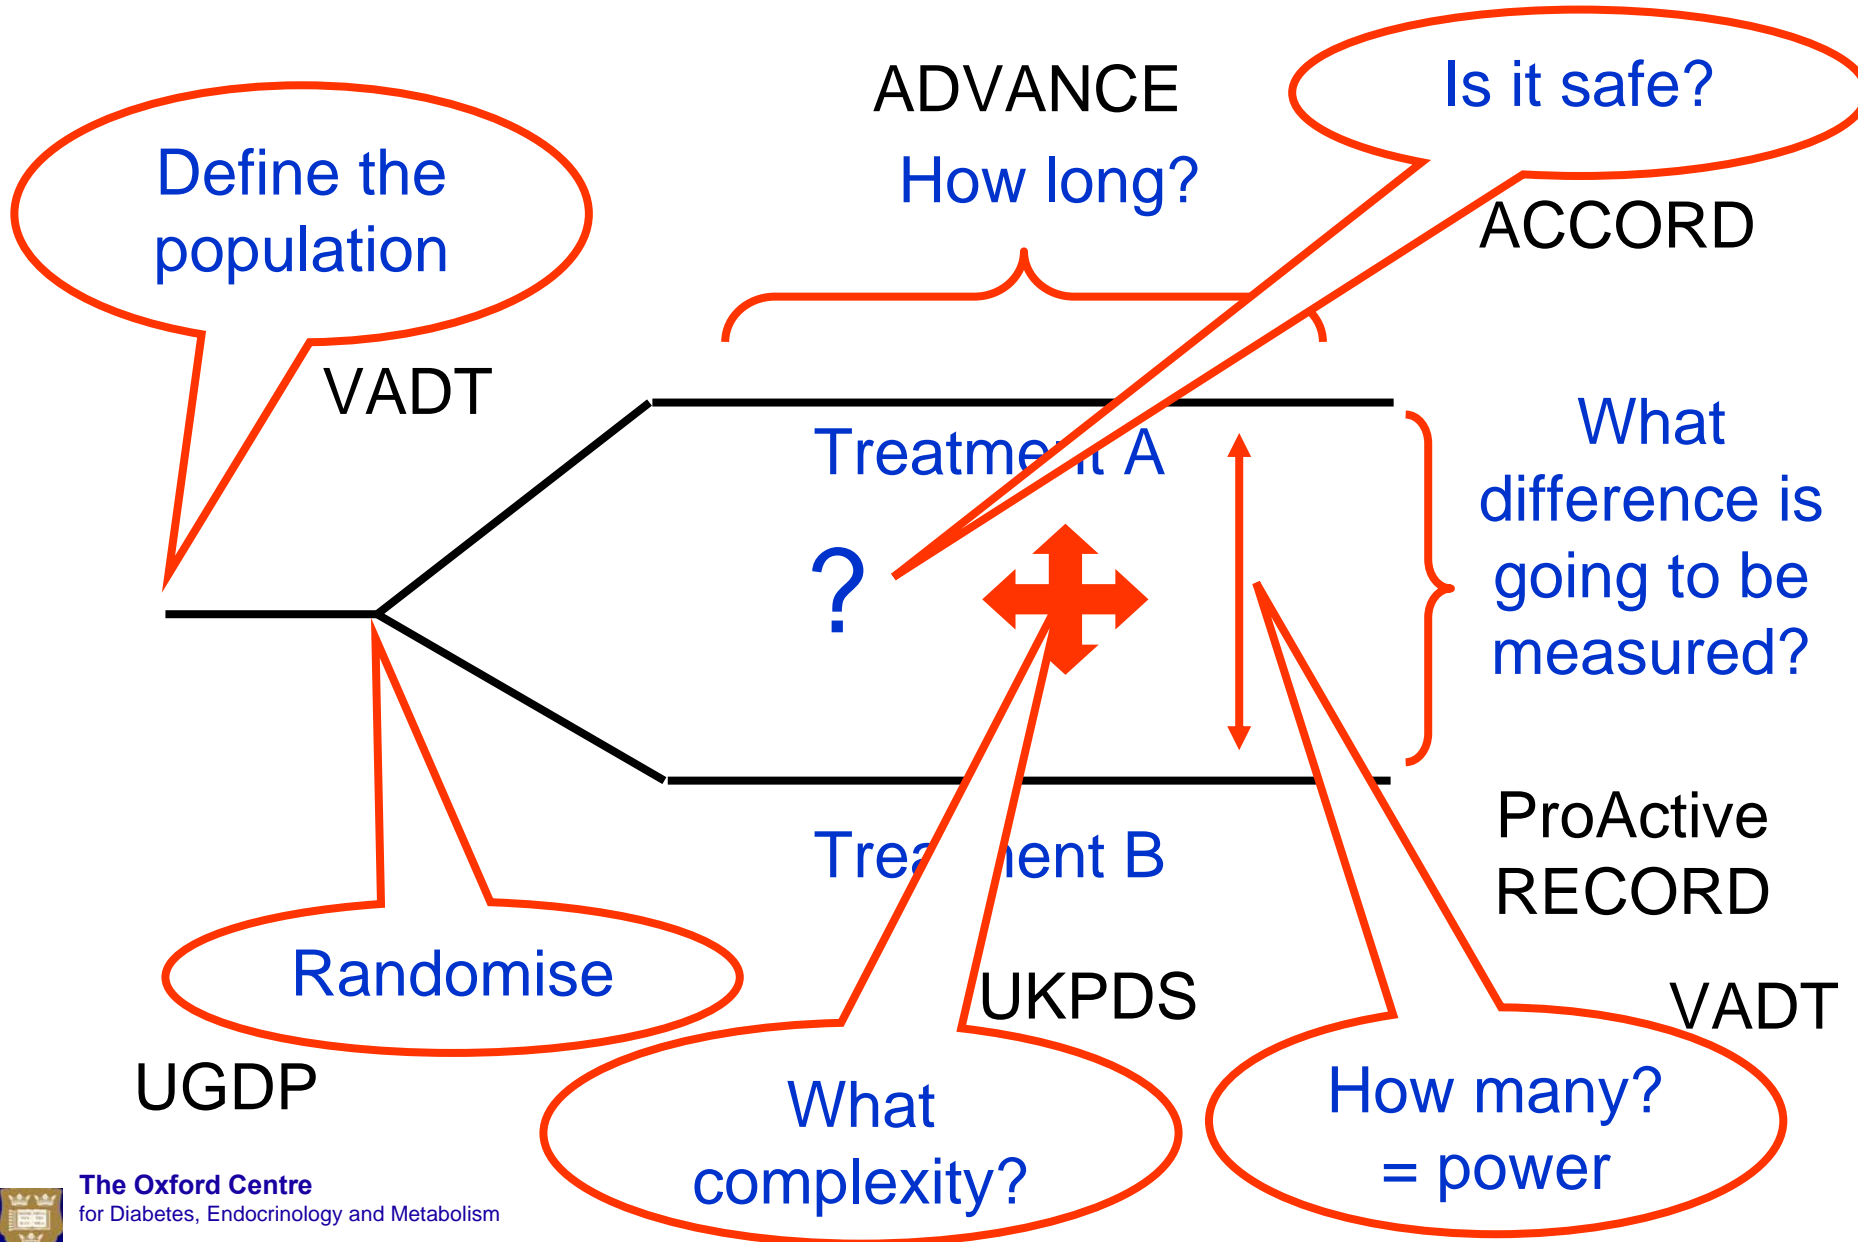 ADVANCE
Is it safe?
Define the
population
How long?
ACCORD
VADT
Treatment A
What
difference is
going to be
measured?
?
Treatment B
ProActive
RECORD
Randomise
UKPDS
VADT
UGDP
What
complexity?
How many?
= power
The Oxford Centre
for Diabetes, Endocrinology and Metabolism